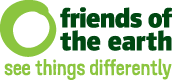 friends of
the earth
see things differently